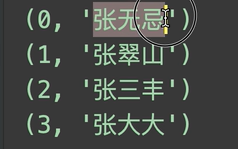 (0, '张无忌')
(1, '张翠山')
(2, '张三丰')
(3, '张大大')